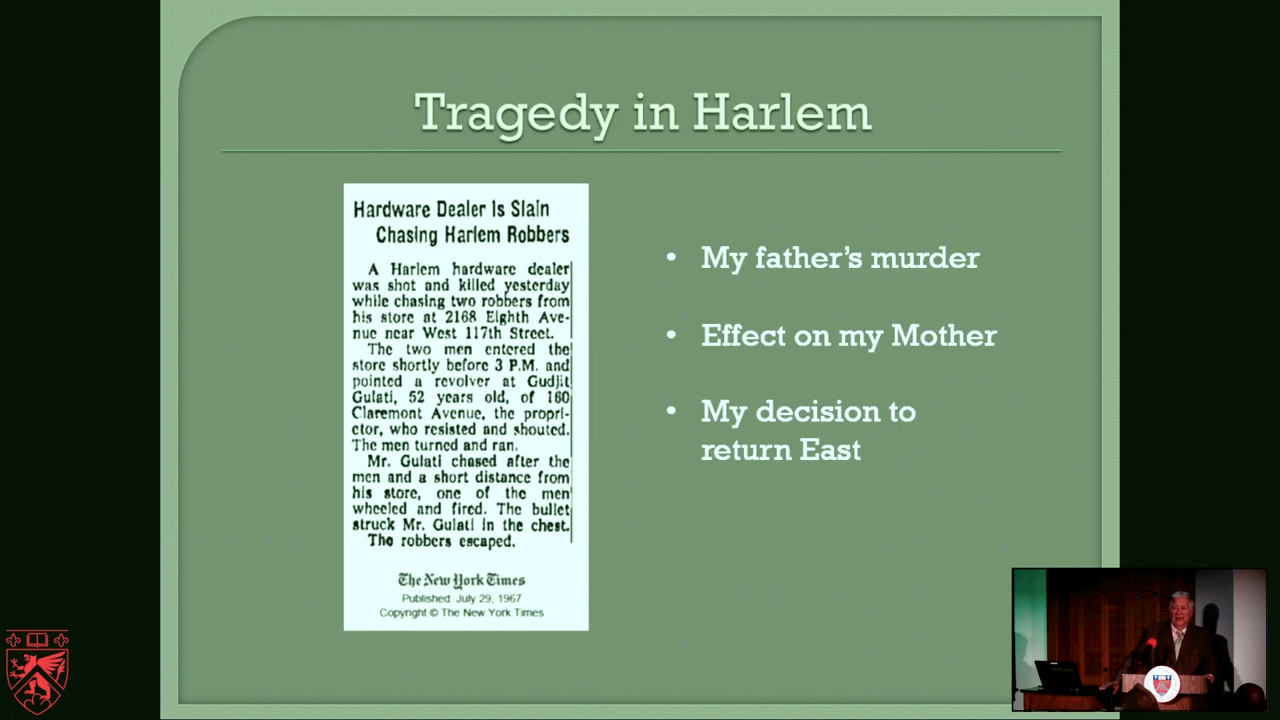 Tragedy in Harlem
Hardware Dealer Is Slain
Chasing Harlem Robbers
A Harlem hardware dealer
was shot and killed yesterday
while chasing two robbers from
his store at 2168 Eighth Ave-
nue near West 117th Street.
The two men entered the
store shortly before 3 P.M. and
pointed a revolver at Gudjit
Gulati, 52 years old, of 160
Claremont Avenue, the propri-
etor, who resisted and shouted.
The men turned and ran.
Mr. Gulati chased after the
men and a short distance from
his store, one of the men
wheeled and fired. The bullet
struck Mr. Gulati in the chest.
The robbers escaped.
The New York Times
Published: July 29, 1967
Copyright © The New York Times
• My father's murder
• Effect on my Mother
• My decision to
return East